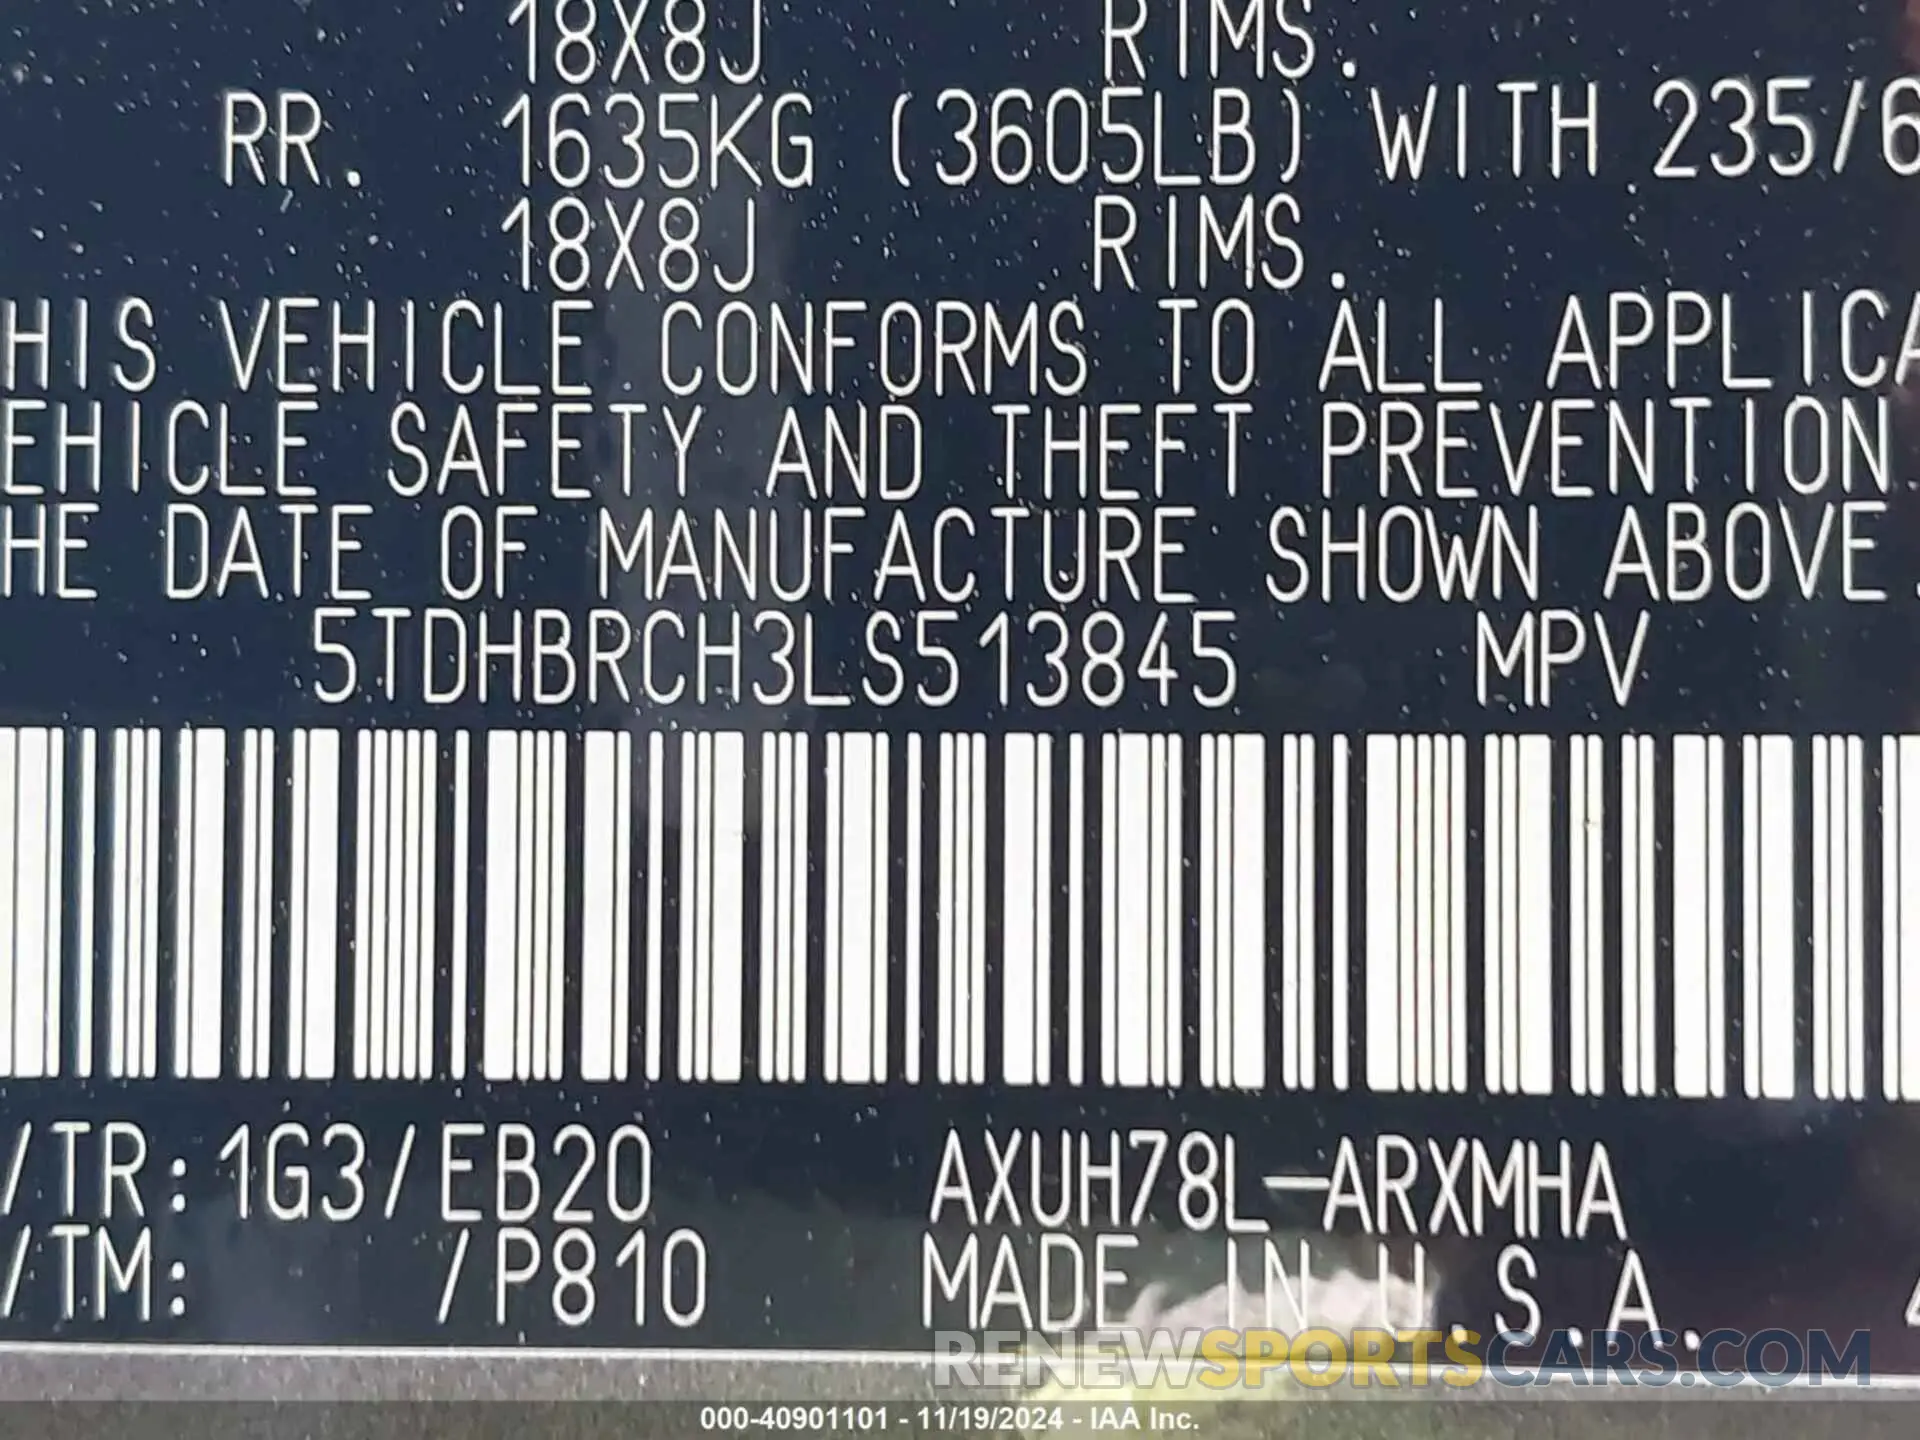 18X8J RIMS.
RR. 1635KG (3605LB) WITH 235/6
18X8J RIMS.
HIS VEHICLE CONFORMS TO ALL APPLICA
EHICLE SAFETY AND THEFT PREVENTION
HE DATE OF MANUFACTURE SHOWN ABOVE.
5TDHBRCH3LS513845 MPV
/TR:1G3/EB20 AXUH78L-ARXMHA
/TM: /P810 MADE IN U.S.A.
RENEWSPORTSCARS.COM
000-40901101 - 11/19/2024 - IAA Inc.